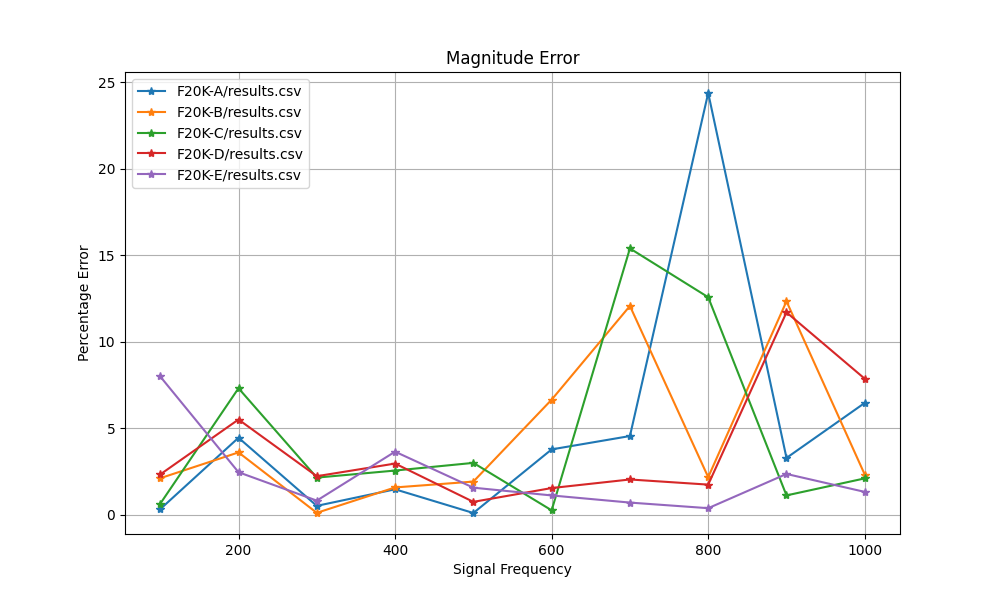 Magnitude Error
25
20
15
10
5
0
Percentage Error
F20K-A/results.csv
F20K-B/results.csv
F20K-C/results.csv
F20K-D/results.csv
F20K-E/results.csv
200 400 600 800 1000
Signal Frequency